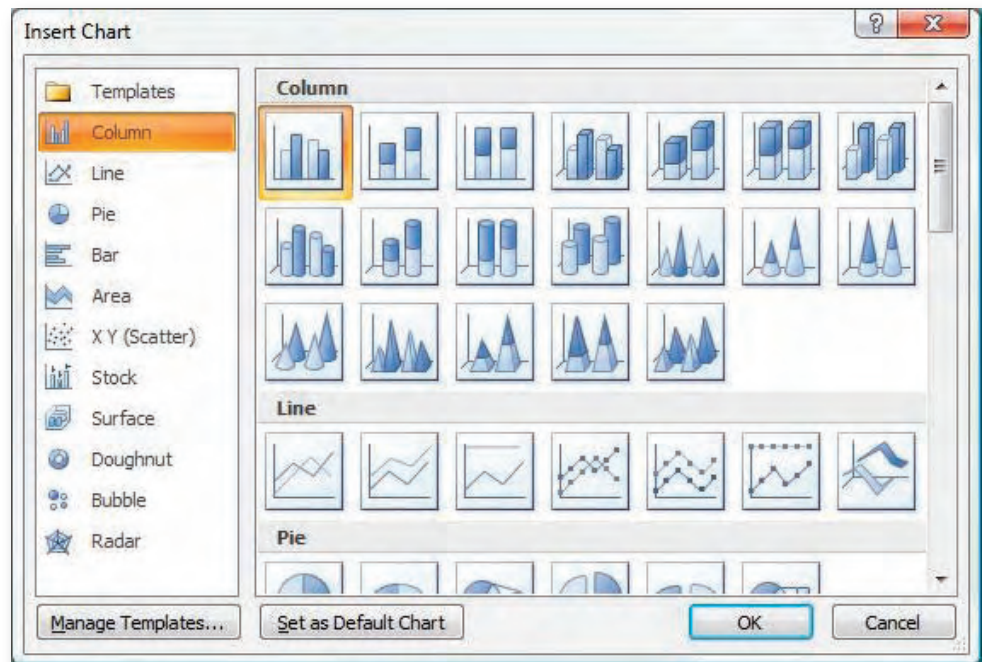 Insert Chart
Templates
Column
Line
Pie
Bar
Area
X Y (Scatter)
Stock
Surface
Doughnut
Bubble
Radar
Column
Line
Pie
Manage Templates...
Set as Default Chart
OK
Cancel